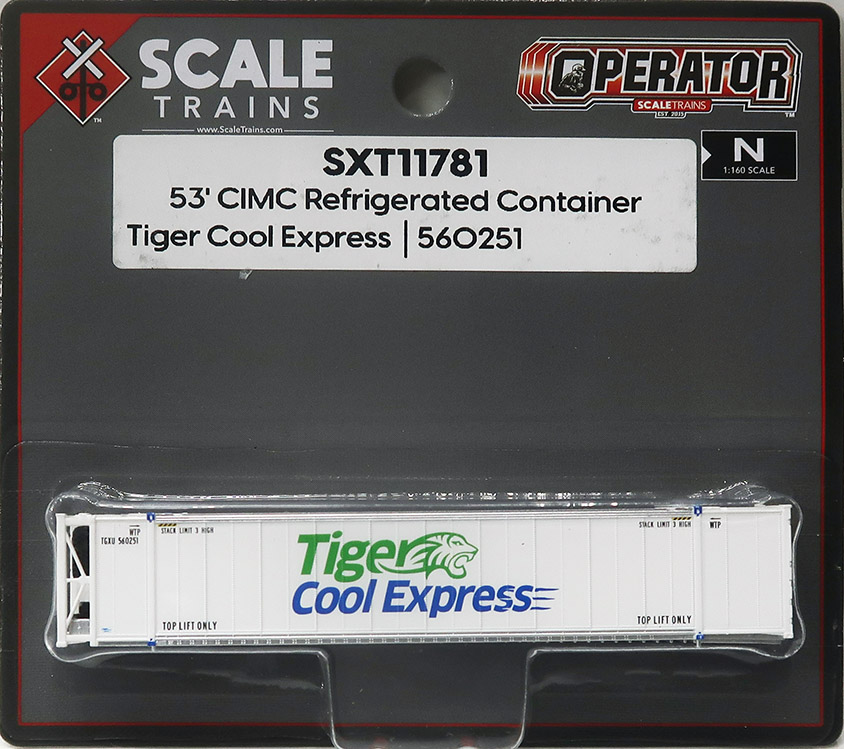 SCALE
TRAINS
™
www.ScaleTrains.com
OPERATOR
SCALETRAINS
EST 2015
™
SXT11781
53' CIMC Refrigerated Container
Tiger Cool Express | 560251
N
1:160 SCALE
WTP
TGXU 560251
STACK LIMIT 3 HIGH
STACK LIMIT 3 HIGH
WTP
Tiger
Cool Express
TOP LIFT ONLY
TOP LIFT ONLY